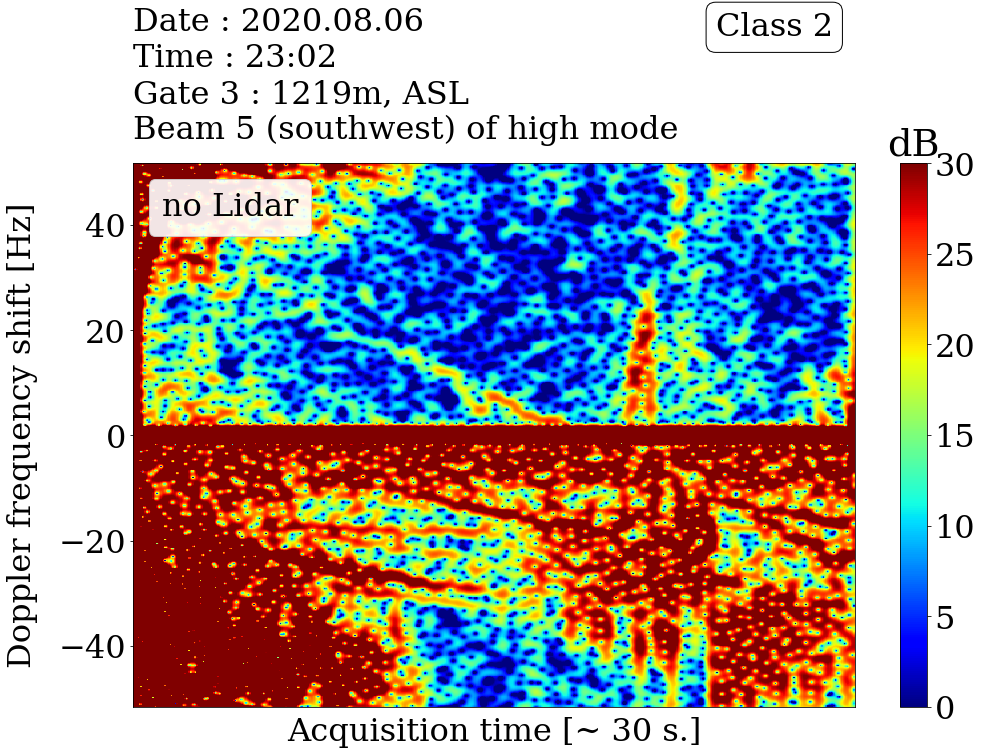 Date : 2020.08.06
Time : 23:02
Gate 3 : 1219m, ASL
Beam 5 (southwest) of high mode
Class 2
dB
no Lidar
Doppler frequency shift [Hz]
40
20
0
−20
−40
30
25
20
15
10
5
0
Acquisition time [~ 30 s.]